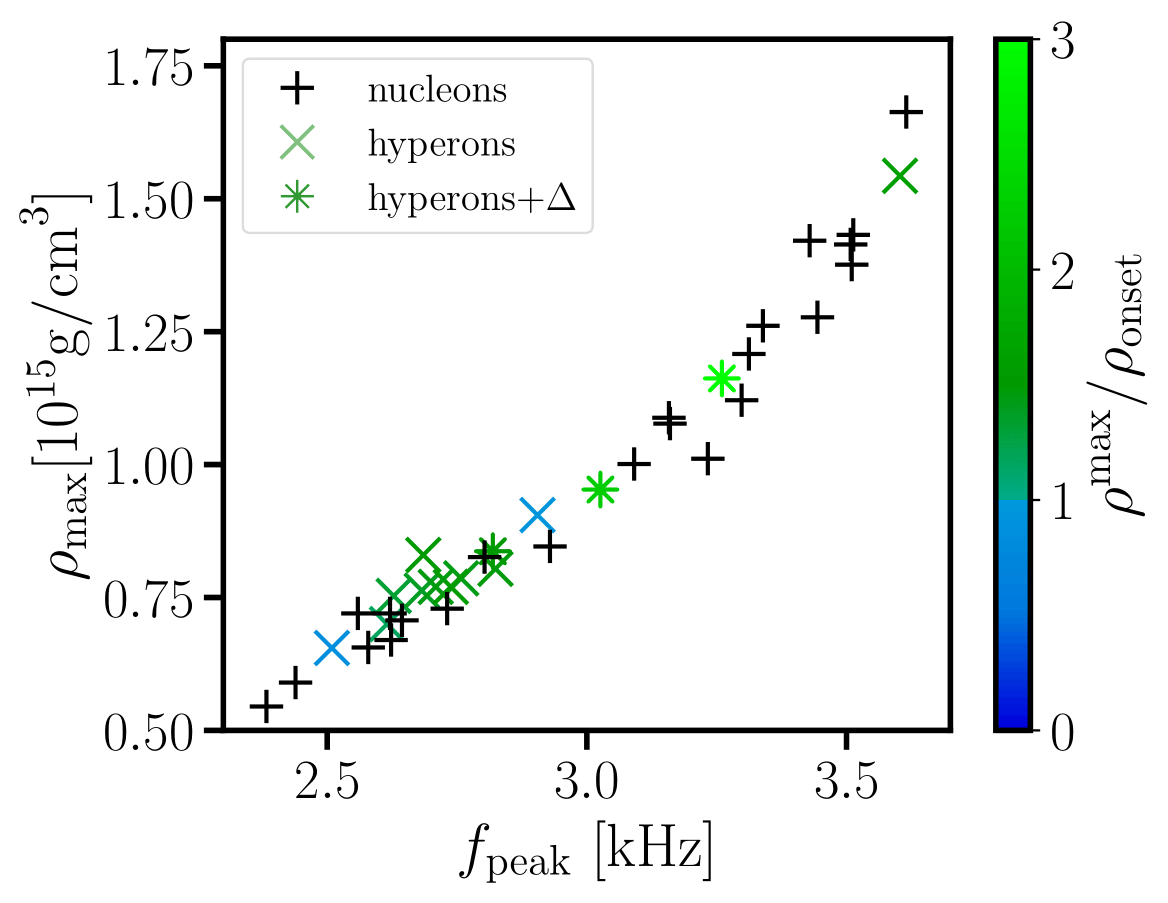 1.75
1.50
1.25
1.00
0.75
0.50
ρmax[10^15g/cm^3]
nucleons
hyperons
hyperons+Δ
2.5
3.0
3.5
fpeak [kHz]
3
2
1
0
ρ^max/ρonset